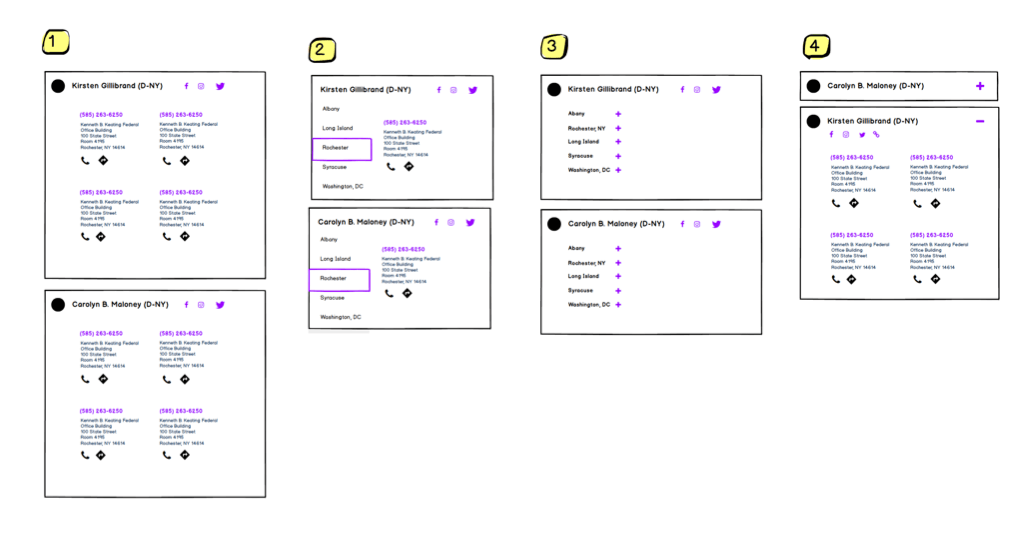 1
Kirsten Gillibrand (D-NY)
(585) 263-6250 (585) 263-6250
Kenneth B. Keating Federal Kenneth B. Keating Federal
Office Building Office Building
100 State Street 100 State Street
Room 4195 Room 4195
Rochester, NY 14614 Rochester, NY 14614
(585) 263-6250 (585) 263-6250
Kenneth B. Keating Federal Kenneth B. Keating Federal
Office Building Office Building
100 State Street 100 State Street
Room 4195 Room 4195
Rochester, NY 14614 Rochester, NY 14614
Carolyn B. Maloney (D-NY)
(585) 263-6250 (585) 263-6250
Kenneth B. Keating Federal Kenneth B. Keating Federal
Office Building Office Building
100 State Street 100 State Street
Room 4195 Room 4195
Rochester, NY 14614 Rochester, NY 14614
(585) 263-6250 (585) 263-6250
Kenneth B. Keating Federal Kenneth B. Keating Federal
Office Building Office Building
100 State Street 100 State Street
Room 4195 Room 4195
Rochester, NY 14614 Rochester, NY 14614
2
Kirsten Gillibrand (D-NY)
Albany
Long Island
Rochester
Syracuse
Washington, DC
(585) 263-6250
Kenneth B. Keating Federal
Office Building
100 State Street
Room 4195
Rochester, NY 14614
Carolyn B. Maloney (D-NY)
Albany
Long Island
Rochester
Syracuse
Washington, DC
(585) 263-6250
Kenneth B. Keating Federal
Office Building
100 State Street
Room 4195
Rochester, NY 14614
3
Kirsten Gillibrand (D-NY)
Albany +
Rochester, NY +
Long Island +
Syracuse +
Washington, DC +
Carolyn B. Maloney (D-NY)
Albany +
Rochester, NY +
Long Island +
Syracuse +
Washington, DC +
4
Carolyn B. Maloney (D-NY) +
Kirsten Gillibrand (D-NY) −
(585) 263-6250 (585) 263-6250
Kenneth B. Keating Federal Kenneth B. Keating Federal
Office Building Office Building
100 State Street 100 State Street
Room 4195 Room 4195
Rochester, NY 14614 Rochester, NY 14614
(585) 263-6250 (585) 263-6250
Kenneth B. Keating Federal Kenneth B. Keating Federal
Office Building Office Building
100 State Street 100 State Street
Room 4195 Room 4195
Rochester, NY 14614 Rochester, NY 14614